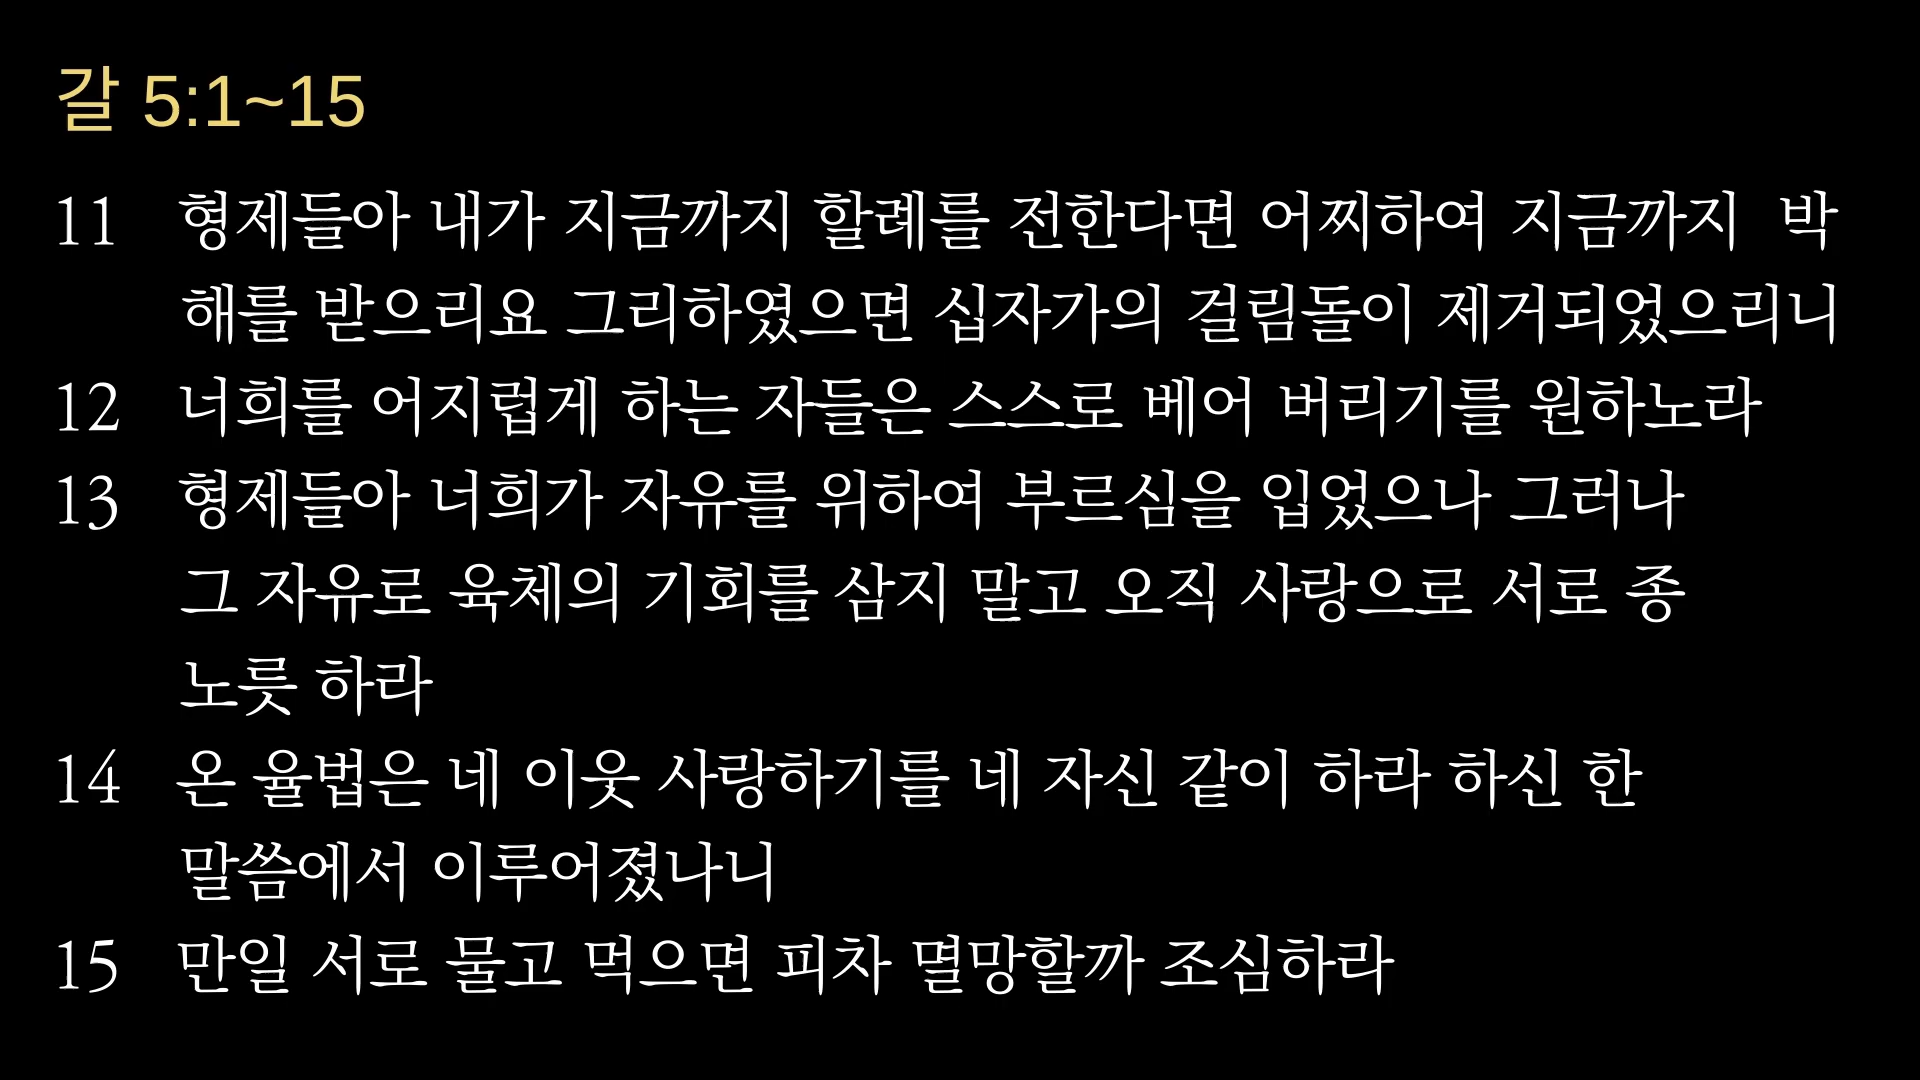 갈 5:1~15
11 형제들아 내가 지금까지 할례를 전한다면 어찌하여 지금까지 박
해를 받으리요 그리하였으면 십자가의 걸림돌이 제거되었으리니
12 너희를 어지럽게 하는 자들은 스스로 베어 버리기를 원하노라
13 형제들아 너희가 자유를 위하여 부르심을 입었으나 그러나
그 자유로 육체의 기회를 삼지 말고 오직 사랑으로 서로 종
노릇 하라
14 온 율법은 네 이웃 사랑하기를 네 자신 같이 하라 하신 한
말씀에서 이루어졌나니
15 만일 서로 물고 먹으면 피차 멸망할까 조심하라